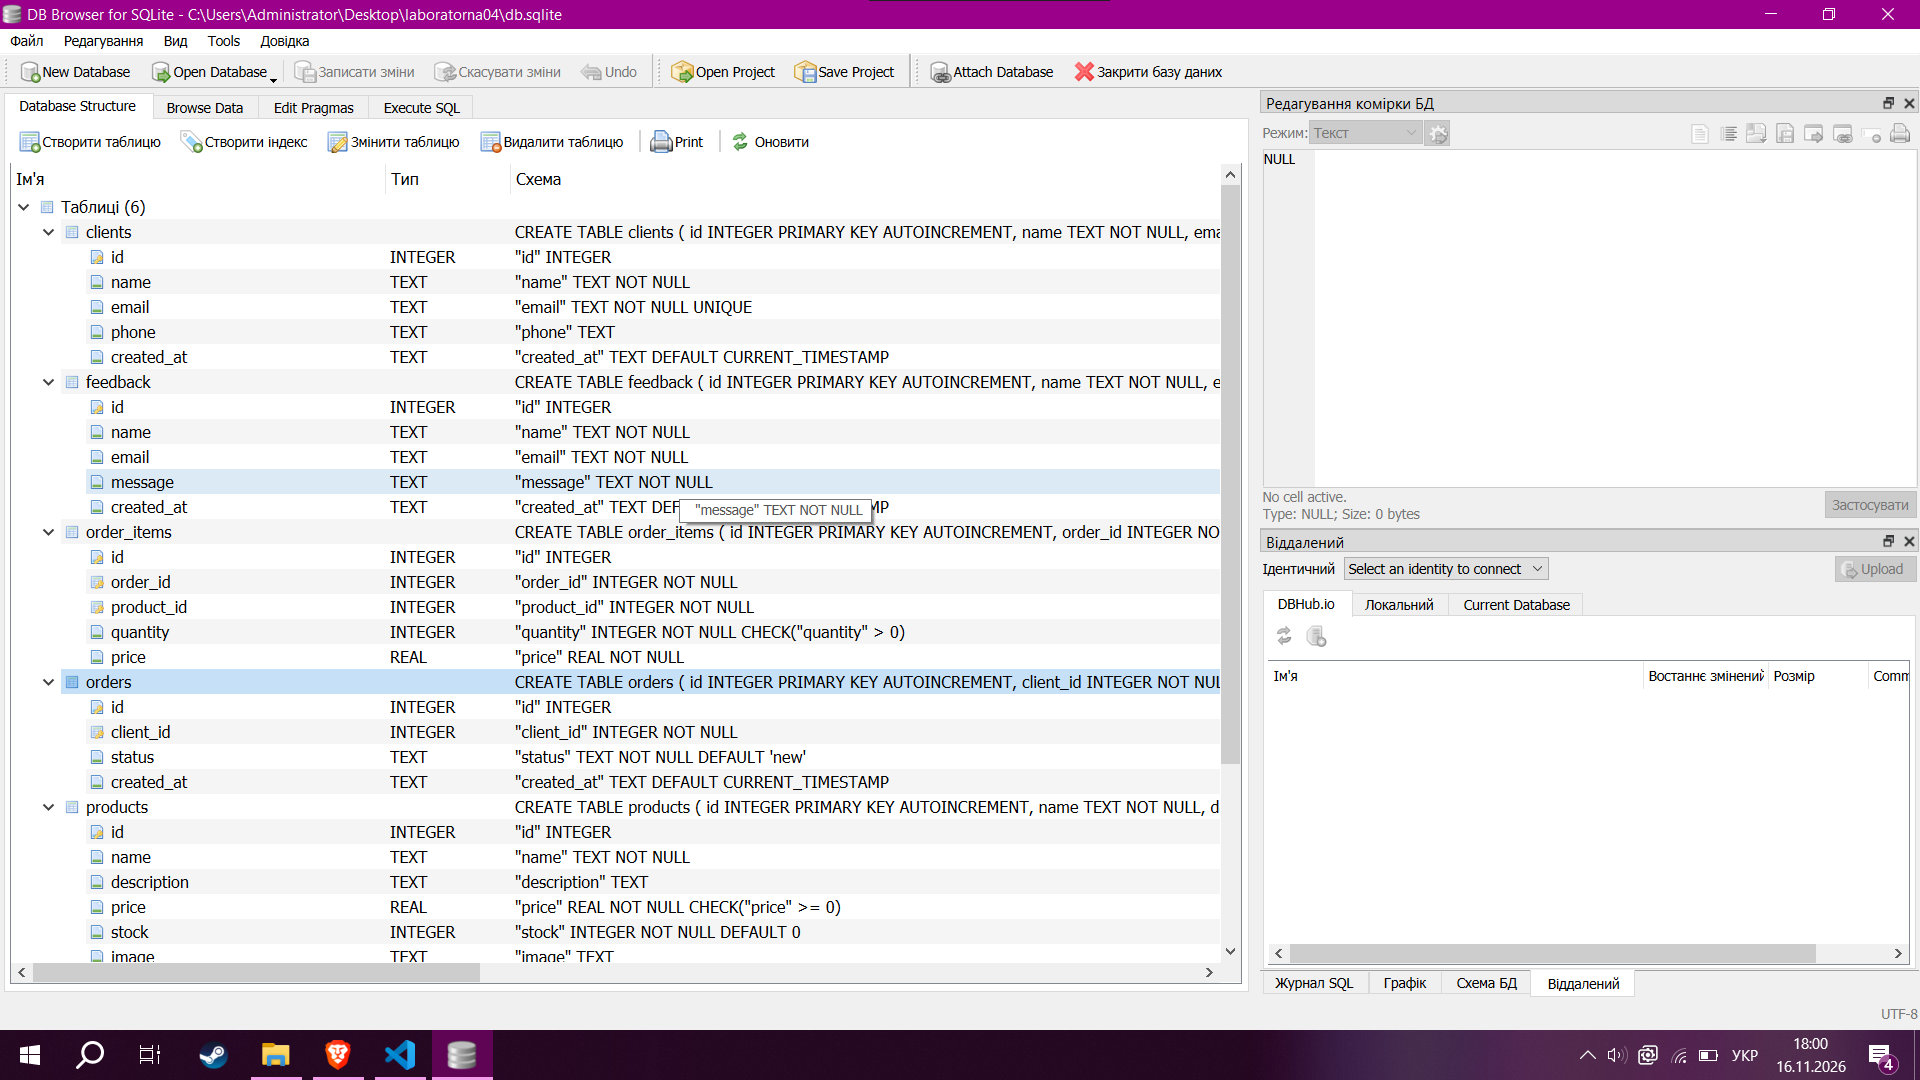 DB Browser for SQLite - C:\Users\Administrator\Desktop\laboratorna04\db.sqlite
Файл Редагування Вид Tools Довідка
New Database Open Database Записати зміни Скасувати зміни Undo Open Project Save Project Attach Database Закрити базу даних
Database Structure Browse Data Edit Pragmas Execute SQL
Створити таблицю Створити індекс Змінити таблицю Видалити таблицю Print Оновити
Ім'я Тип Схема
Таблиці (6)
clients CREATE TABLE clients ( id INTEGER PRIMARY KEY AUTOINCREMENT, name TEXT NOT NULL, ema
id INTEGER "id" INTEGER
name TEXT "name" TEXT NOT NULL
email TEXT "email" TEXT NOT NULL UNIQUE
phone TEXT "phone" TEXT
created_at TEXT "created_at" TEXT DEFAULT CURRENT_TIMESTAMP
feedback CREATE TABLE feedback ( id INTEGER PRIMARY KEY AUTOINCREMENT, name TEXT NOT NULL, e
id INTEGER "id" INTEGER
name TEXT "name" TEXT NOT NULL
email TEXT "email" TEXT NOT NULL
message TEXT "message" TEXT NOT NULL
created_at TEXT "created_at" TEXT DEF MP
"message" TEXT NOT NULL
order_items CREATE TABLE order_items ( id INTEGER PRIMARY KEY AUTOINCREMENT, order_id INTEGER NO
id INTEGER "id" INTEGER
order_id INTEGER "order_id" INTEGER NOT NULL
product_id INTEGER "product_id" INTEGER NOT NULL
quantity INTEGER "quantity" INTEGER NOT NULL CHECK("quantity" > 0)
price REAL "price" REAL NOT NULL
orders CREATE TABLE orders ( id INTEGER PRIMARY KEY AUTOINCREMENT, client_id INTEGER NOT NUL
id INTEGER "id" INTEGER
client_id INTEGER "client_id" INTEGER NOT NULL
status TEXT "status" TEXT NOT NULL DEFAULT 'new'
created_at TEXT "created_at" TEXT DEFAULT CURRENT_TIMESTAMP
products CREATE TABLE products ( id INTEGER PRIMARY KEY AUTOINCREMENT, name TEXT NOT NULL, d
id INTEGER "id" INTEGER
name TEXT "name" TEXT NOT NULL
description TEXT "description" TEXT
price REAL "price" REAL NOT NULL CHECK("price" >= 0)
stock INTEGER "stock" INTEGER NOT NULL DEFAULT 0
image TEXT "image" TEXT
Редагування комірки БД
Режим: Текст
NULL
No cell active.
Type: NULL; Size: 0 bytes
Застосувати
Віддалений
Ідентичний Select an identity to connect Upload
DBHub.io Локальний Current Database
Ім'я Востаннє змінений Розмір Comm
Журнал SQL Графік Схема БД Віддалений
UTF-8
УКР 18:00
16.11.2026
4